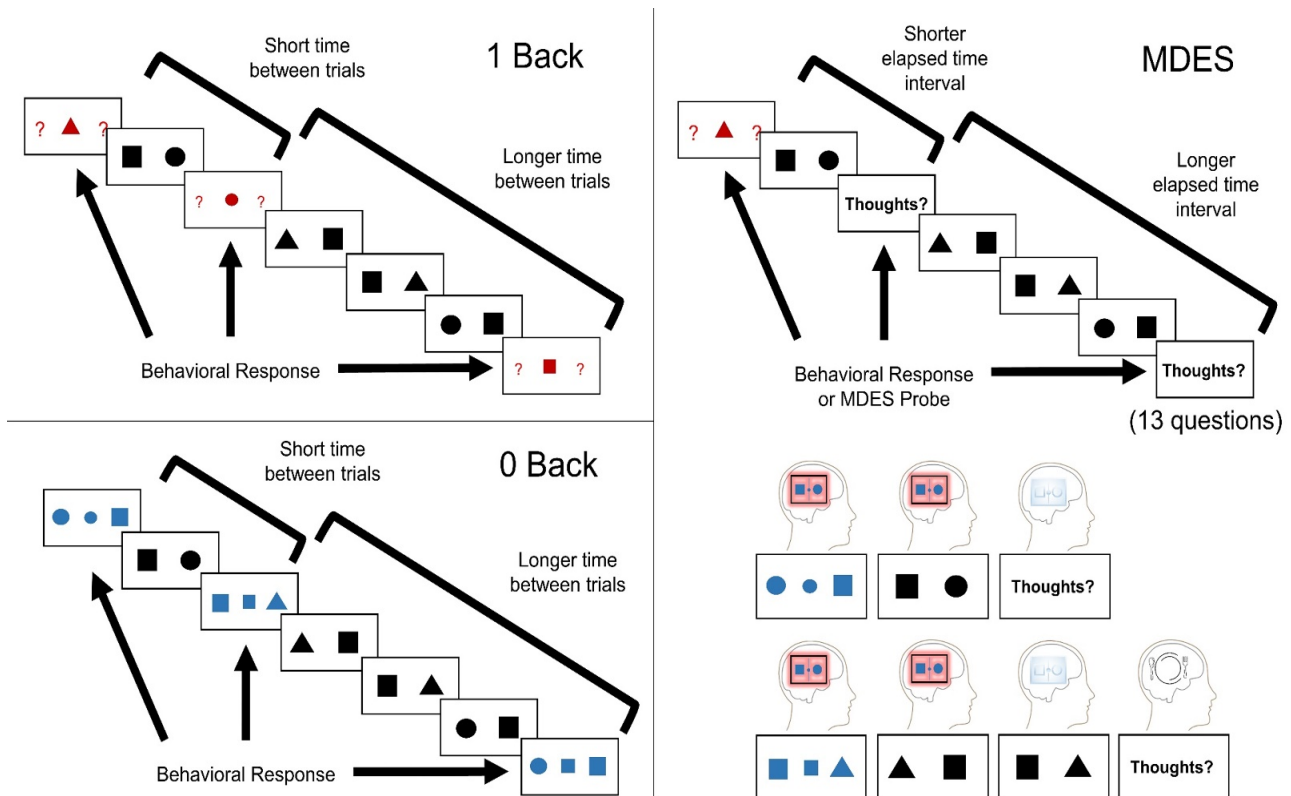 1 Back
Short time
between trials
Longer time
between trials
? ?
? ?
Behavioral Response
? ?
0 Back
Short time
between trials
Longer time
between trials
Behavioral Response
MDES
Shorter
elapsed time
interval
Longer
elapsed time
interval
? ?
Thoughts?
Behavioral Response
or MDES Probe
Thoughts?
(13 questions)
Thoughts?
Thoughts?